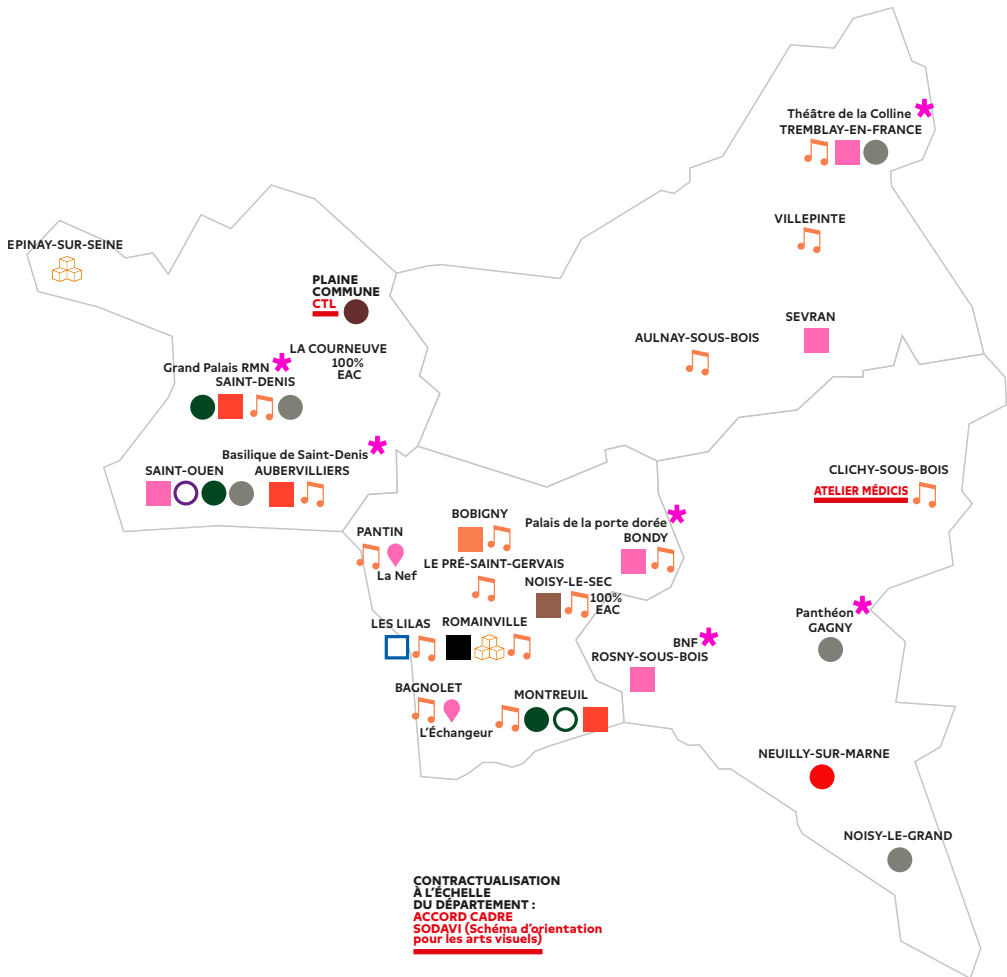 Théâtre de la Colline
TREMBLAY-EN-FRANCE
VILLEPINTE
EPINAY-SUR-SEINE
PLAINE
COMMUNE
CTL
SEVRAN
AULNAY-SOUS-BOIS
LA COURNEUVE
100%
EAC
Grand Palais RMN
SAINT-DENIS
Basilique de Saint-Denis
SAINT-OUEN
AUBERVILLIERS
CLICHY-SOUS-BOIS
ATELIER MÉDICIS
BOBIGNY
Palais de la porte dorée
BONDY
PANTIN
La Nef
LE PRÉ-SAINT-GERVAIS
NOISY-LE-SEC
100%
EAC
Panthéon
GAGNY
LES LILAS
ROMAINVILLE
BNF
ROSNY-SOUS-BOIS
BAGNOLET
L'Échangeur
MONTREUIL
NEUILLY-SUR-MARNE
NOISY-LE-GRAND
CONTRACTUALISATION
À L'ÉCHELLE
DU DÉPARTEMENT :
ACCORD CADRE
SODAVI (Schéma d'orientation
pour les arts visuels)